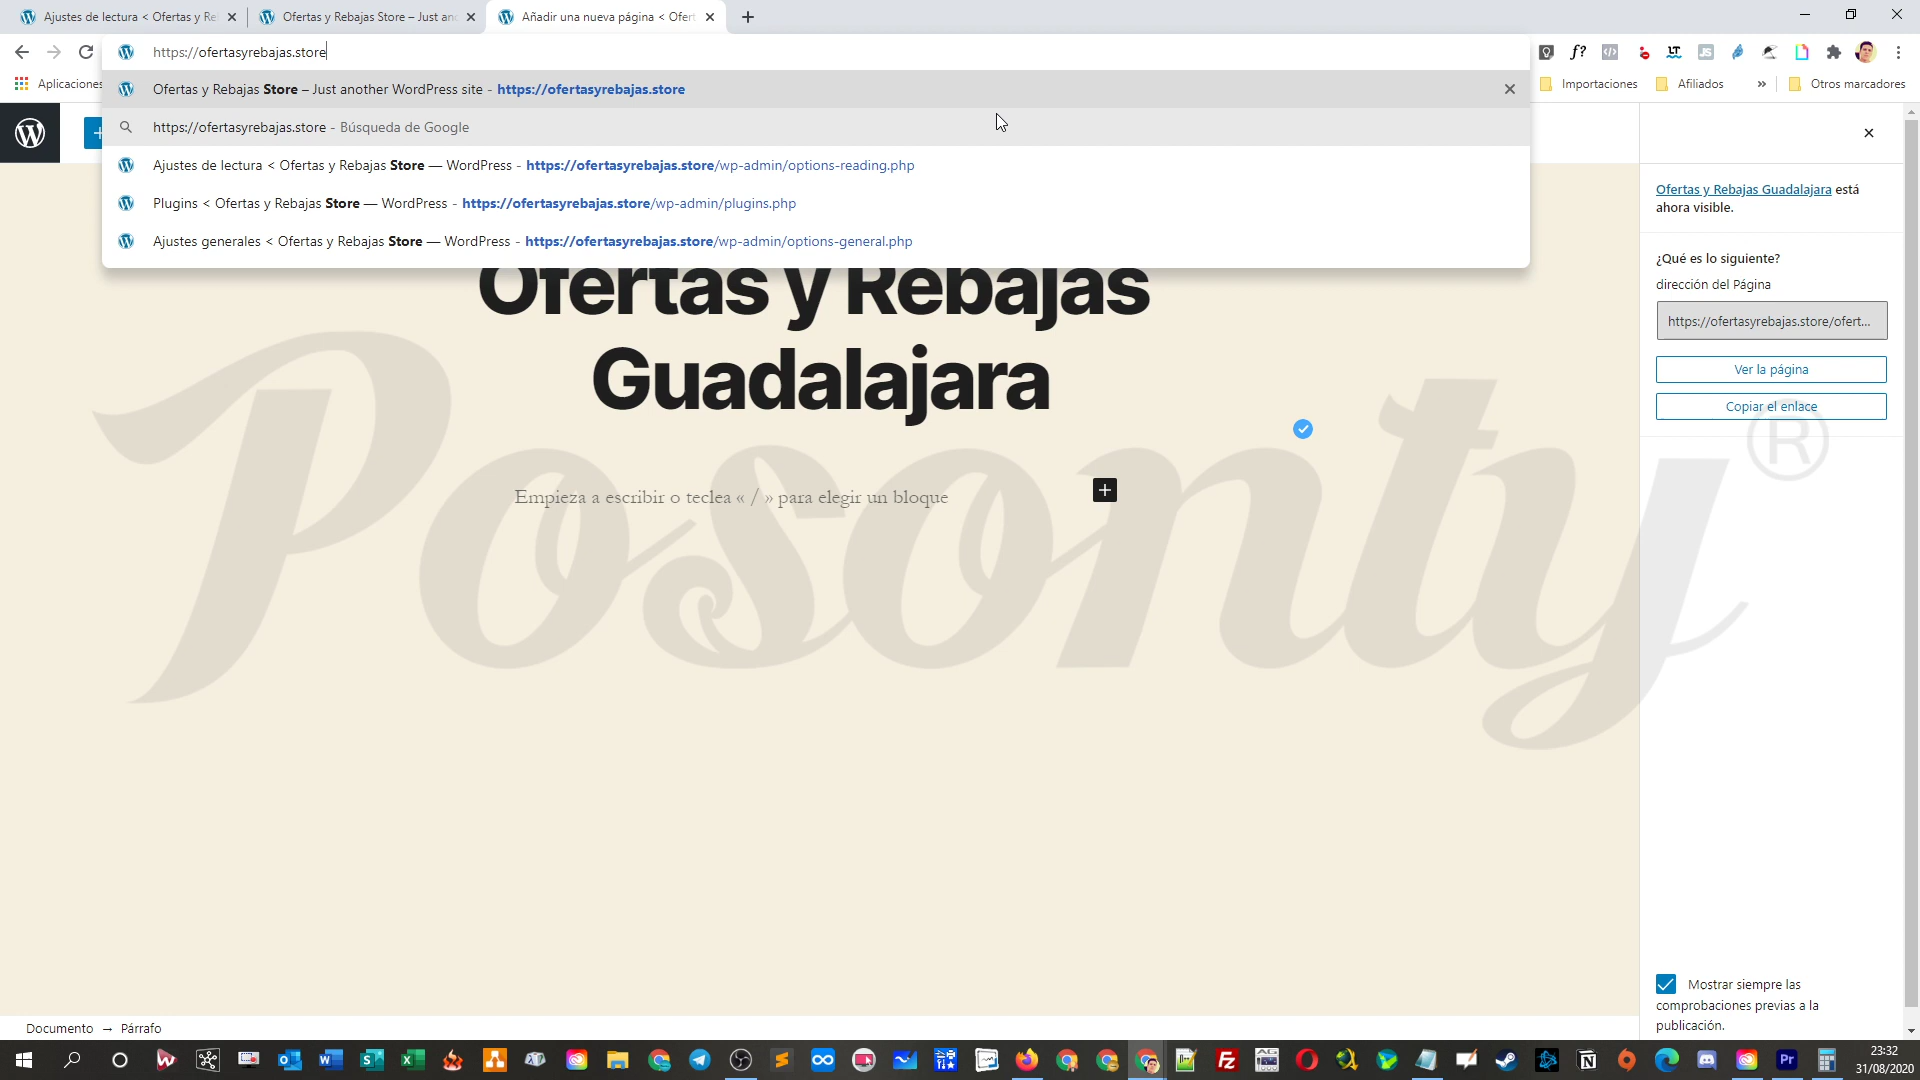 Ajustes de lectura < Ofertas y Re
Ofertas y Rebajas Store – Just an
Añadir una nueva página < Ofer
https://ofertasyrebajas.store
Aplicaciones
Importaciones
Afiliados
»
Otros marcadores
Ofertas y Rebajas Store – Just another WordPress site - https://ofertasyrebajas.store
https://ofertasyrebajas.store - Búsqueda de Google
Ajustes de lectura < Ofertas y Rebajas Store — WordPress - https://ofertasyrebajas.store/wp-admin/options-reading.php
Plugins < Ofertas y Rebajas Store — WordPress - https://ofertasyrebajas.store/wp-admin/plugins.php
Ajustes generales < Ofertas y Rebajas Store — WordPress - https://ofertasyrebajas.store/wp-admin/options-general.php
Ofertas y Rebajas
Guadalajara
Empieza a escribir o teclea « / » para elegir un bloque
Posonty®
Ofertas y Rebajas Guadalajara está
ahora visible.
¿Qué es lo siguiente?
dirección del Página
https://ofertasyrebajas.store/ofert...
Ver la página
Copiar el enlace
Mostrar siempre las
comprobaciones previas a la
publicación.
Documento → Párrafo
23:32
31/08/2020